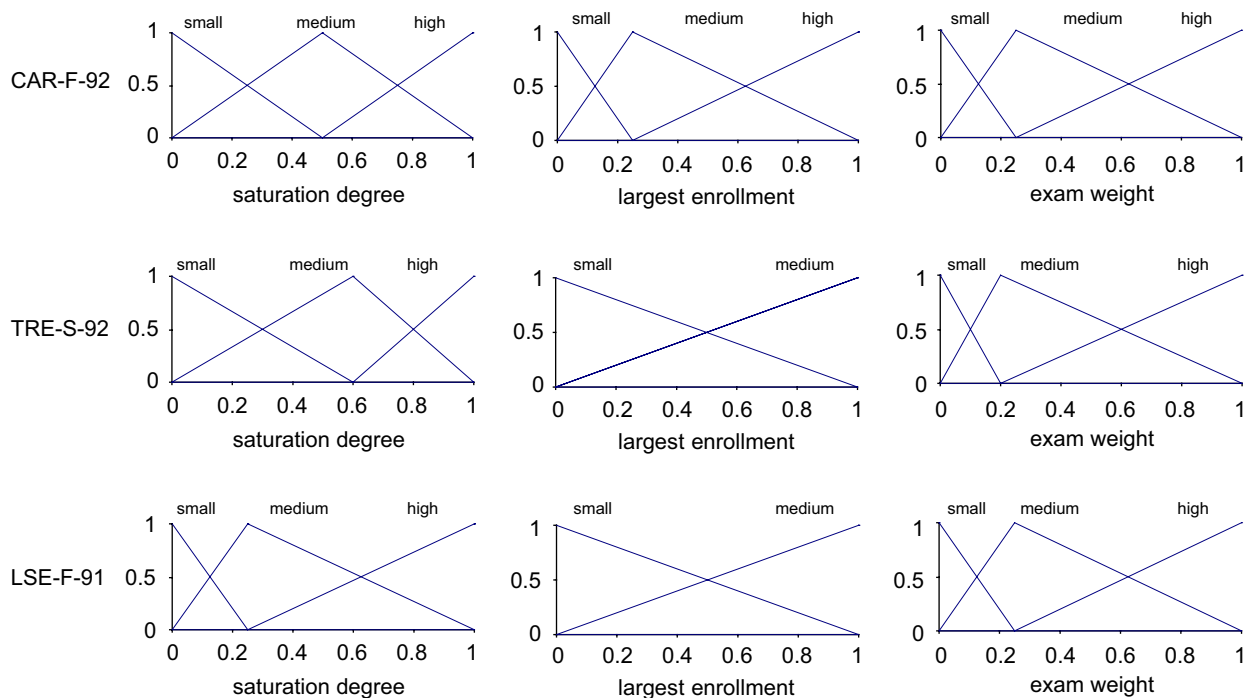 small medium high small medium high small medium high
1 1 1
CAR-F-92 0.5 0.5 0.5
0 0 0
0 0.2 0.4 0.6 0.8 1 0 0.2 0.4 0.6 0.8 1 0 0.2 0.4 0.6 0.8 1
saturation degree largest enrollment exam weight
small medium high small medium small medium high
1 1 1
TRE-S-92 0.5 0.5 0.5
0 0 0
0 0.2 0.4 0.6 0.8 1 0 0.2 0.4 0.6 0.8 1 0 0.2 0.4 0.6 0.8 1
saturation degree largest enrollment exam weight
small medium high small medium small medium high
1 1 1
LSE-F-91 0.5 0.5 0.5
0 0 0
0 0.2 0.4 0.6 0.8 1 0 0.2 0.4 0.6 0.8 1 0 0.2 0.4 0.6 0.8 1
saturation degree largest enrollment exam weight